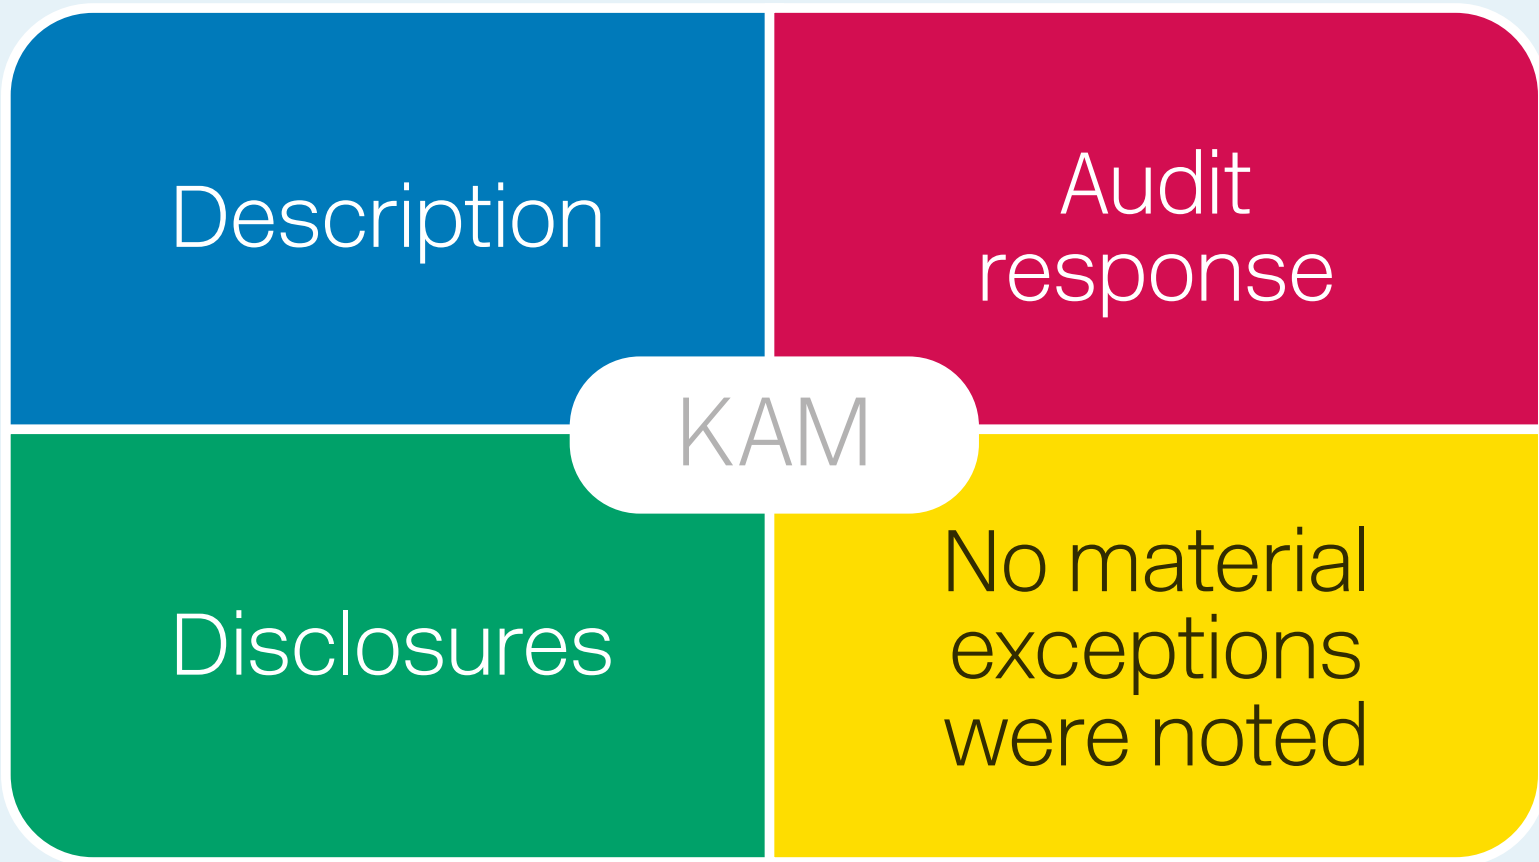 Description
Audit
response
KAM
Disclosures
No material
exceptions
were noted